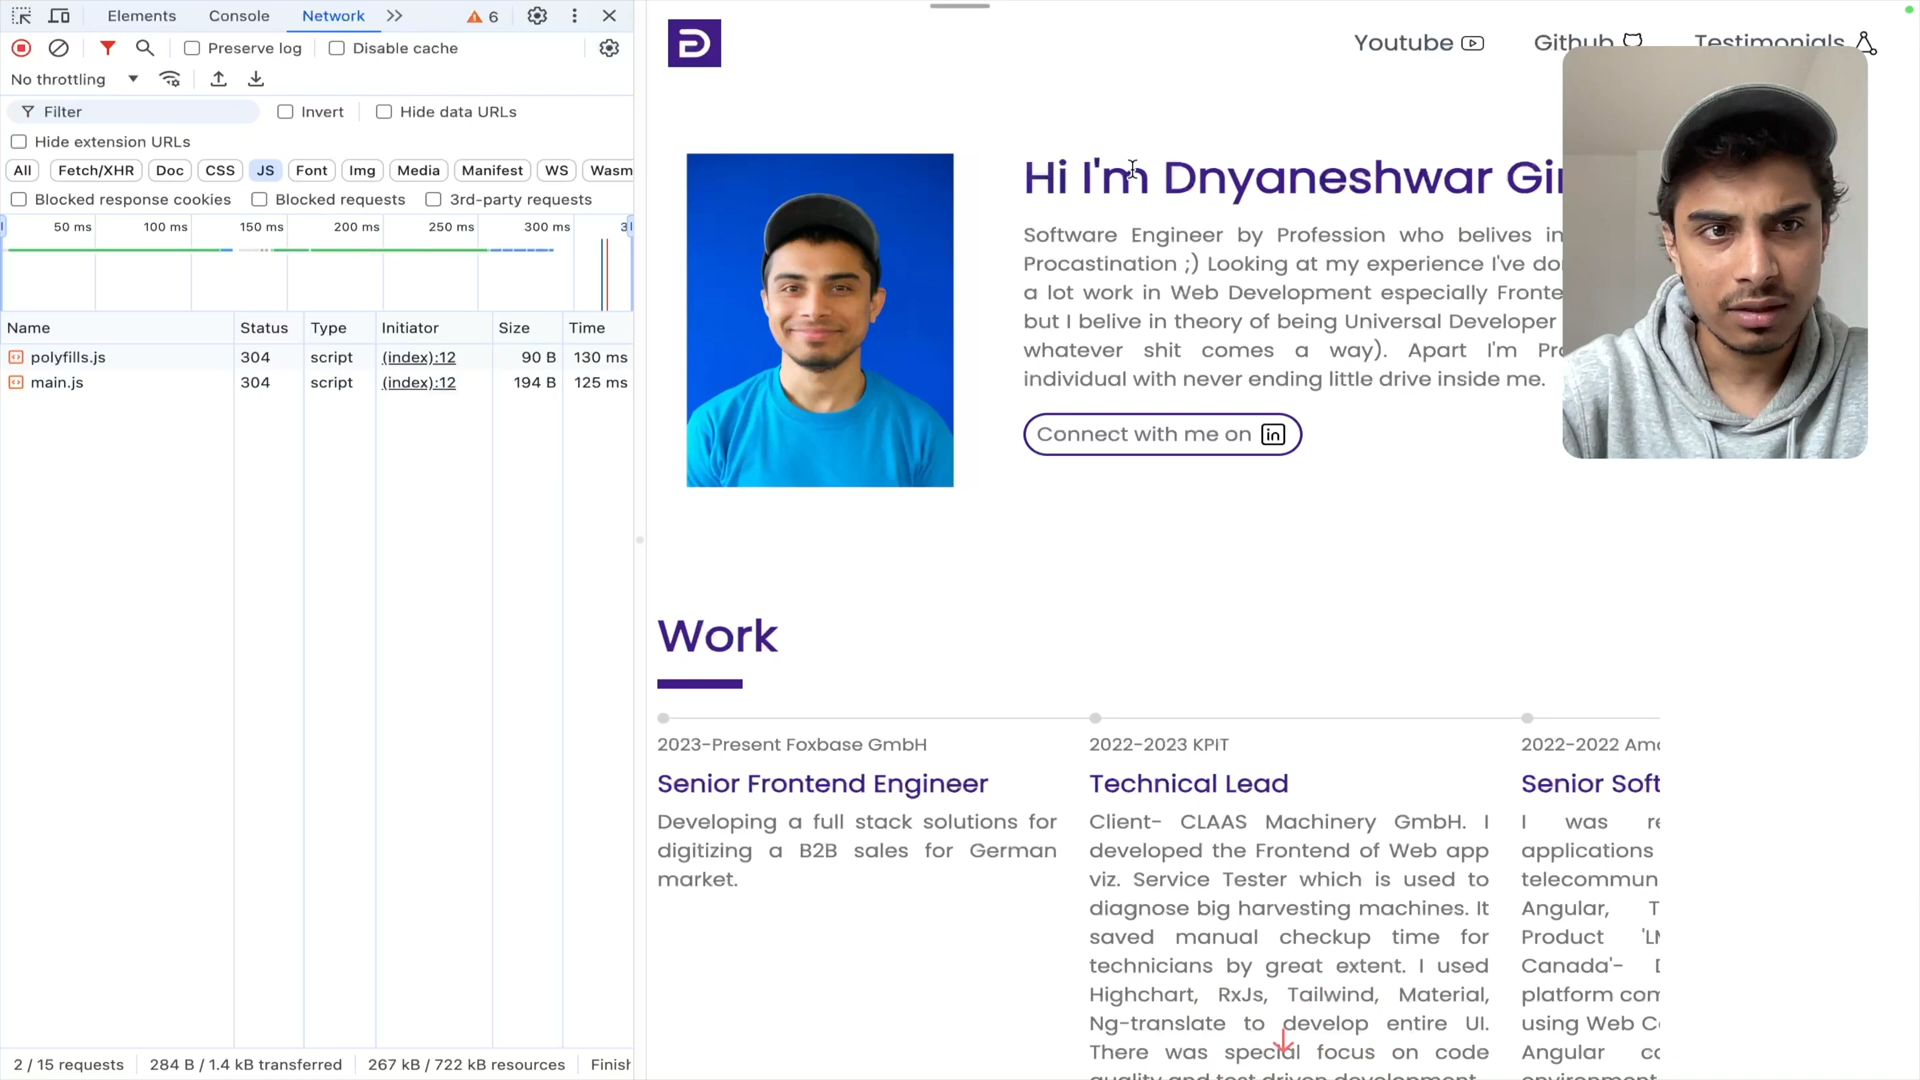 Elements Console Network 6
Preserve log Disable cache
No throttling
Filter Invert Hide data URLs
Hide extension URLs
All Fetch/XHR Doc CSS JS Font Img Media Manifest WS Wasm
Blocked response cookies Blocked requests 3rd-party requests
50 ms 100 ms 150 ms 200 ms 250 ms 300 ms
Name Status Type Initiator Size Time
polyfills.js 304 script (index):12 90 B 130 ms
main.js 304 script (index):12 194 B 125 ms
2 / 15 requests 284 B / 1.4 kB transferred 267 kB / 722 kB resources Finish
Youtube Github Testimonials
Hi I'm Dnyaneshwar
Software Engineer by Profession who belives in
Procastination ;) Looking at my experience I've
a lot work in Web Development especially
but I belive in theory of being Universal Developer
whatever shit comes a way). Apart I'm
individual with never ending little drive inside me.
Connect with me on in
Work
2023-Present Foxbase GmbH
Senior Frontend Engineer
Developing a full stack solutions for
digitizing a B2B sales for German
market.
2022-2023 KPIT
Technical Lead
Client- CLAAS Machinery GmbH. I
developed the Frontend of Web app
viz. Service Tester which is used to
diagnose big harvesting machines. It
saved manual checkup time for
technicians by great extent. I used
Highchart, RxJs, Tailwind, Material,
Ng-translate to develop entire UI.
There was special focus on code
2022-2022
Senior
I was
applications
Angular,
Product
Canada'-
platform
using Web
Angular